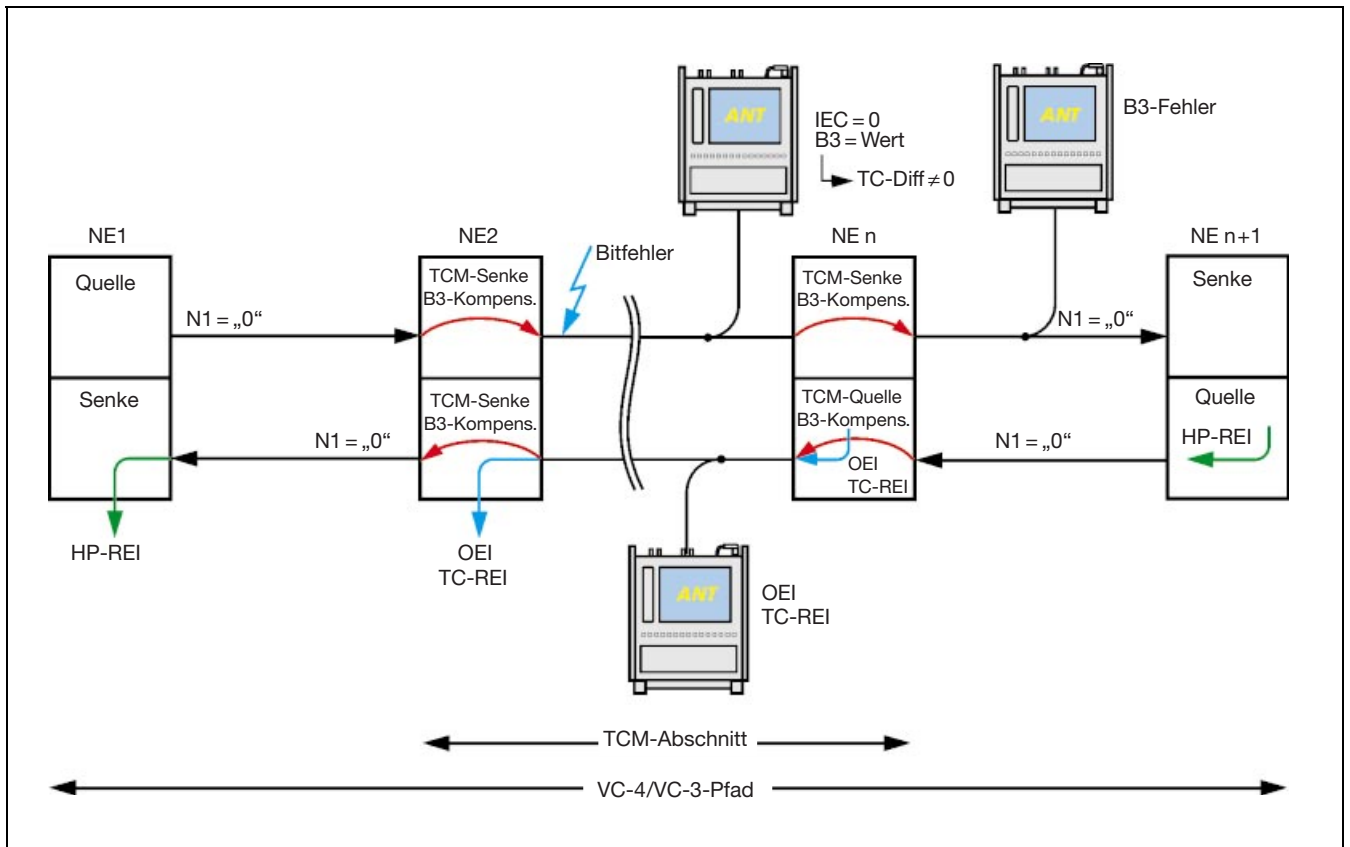 ANT
IEC = 0
B3 = Wert
TC-Diff ≠ 0
ANT
B3-Fehler
NE1
NE2
Bitfehler
NE n
NE n+1
Quelle
N1 = „0“
TCM-Senke
B3-Kompens.
TCM-Senke
B3-Kompens.
N1 = „0“
Senke
Senke
N1 = „0“
TCM-Senke
B3-Kompens.
TCM-Quelle
B3-Kompens.
OEI
TC-REI
N1 = „0“
Quelle
HP-REI
HP-REI
OEI
TC-REI
ANT
OEI
TC-REI
TCM-Abschnitt
VC-4/VC-3-Pfad